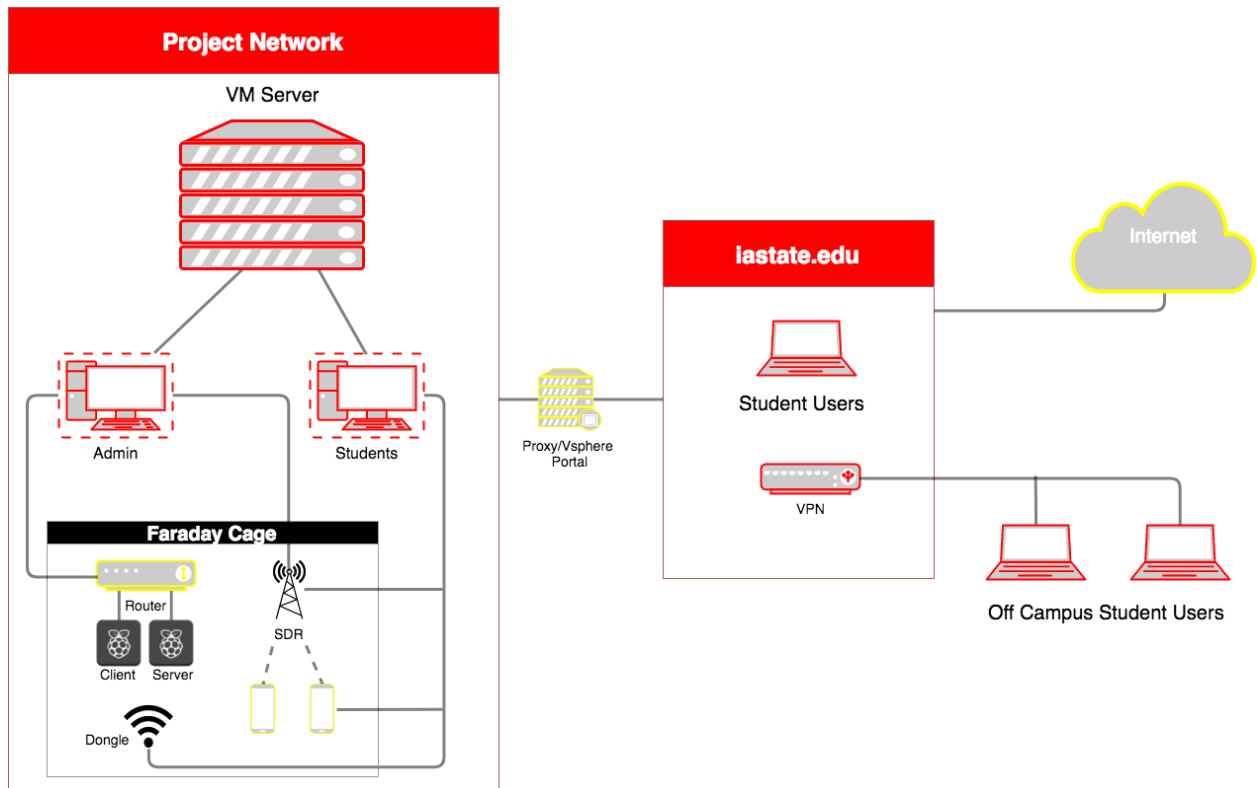 Project Network
VM Server
Admin
Students
Faraday Cage
Router
Client
Server
SDR
Dongle
Proxy/Vsphere
Portal
iastate.edu
Student Users
VPN
Internet
Off Campus Student Users